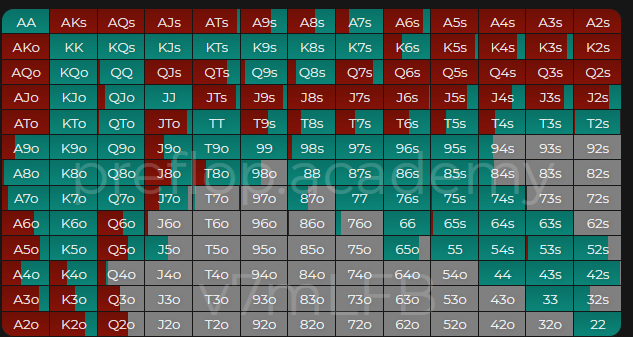 AA AKs AQs AJs ATs A9s A8s A7s A6s A5s A4s A3s A2s
AKo KK KQs KJs KTs K9s K8s K7s K6s K5s K4s K3s K2s
AQo KQo QQ QJs QTs Q9s Q8s Q7s Q6s Q5s Q4s Q3s Q2s
AJo KJo QJo JJ JTs J9s J8s J7s J6s J5s J4s J3s J2s
ATo KTo QTo JTo TT T9s T8s T7s T6s T5s T4s T3s T2s
A9o K9o Q9o J9o T9o 99 98s 97s 96s 95s 94s 93s 92s
A8o K8o Q8o J8o T8o 98o 88 87s 86s 85s 84s 83s 82s
preflop.academy
A7o K7o Q7o J7o T7o 97o 87o 77 76s 75s 74s 73s 72s
A6o K6o Q6o J6o T6o 96o 86o 76o 66 65s 64s 63s 62s
A5o K5o Q5o J5o T5o 95o 85o 75o 65o 55 54s 53s 52s
A4o K4o Q4o J4o T4o 94o 84o 74o 64o 54o 44 43s 42s
v7mLFB
A3o K3o Q3o J3o T3o 93o 83o 73o 63o 53o 43o 33 32s
A2o K2o Q2o J2o T2o 92o 82o 72o 62o 52o 42o 32o 22